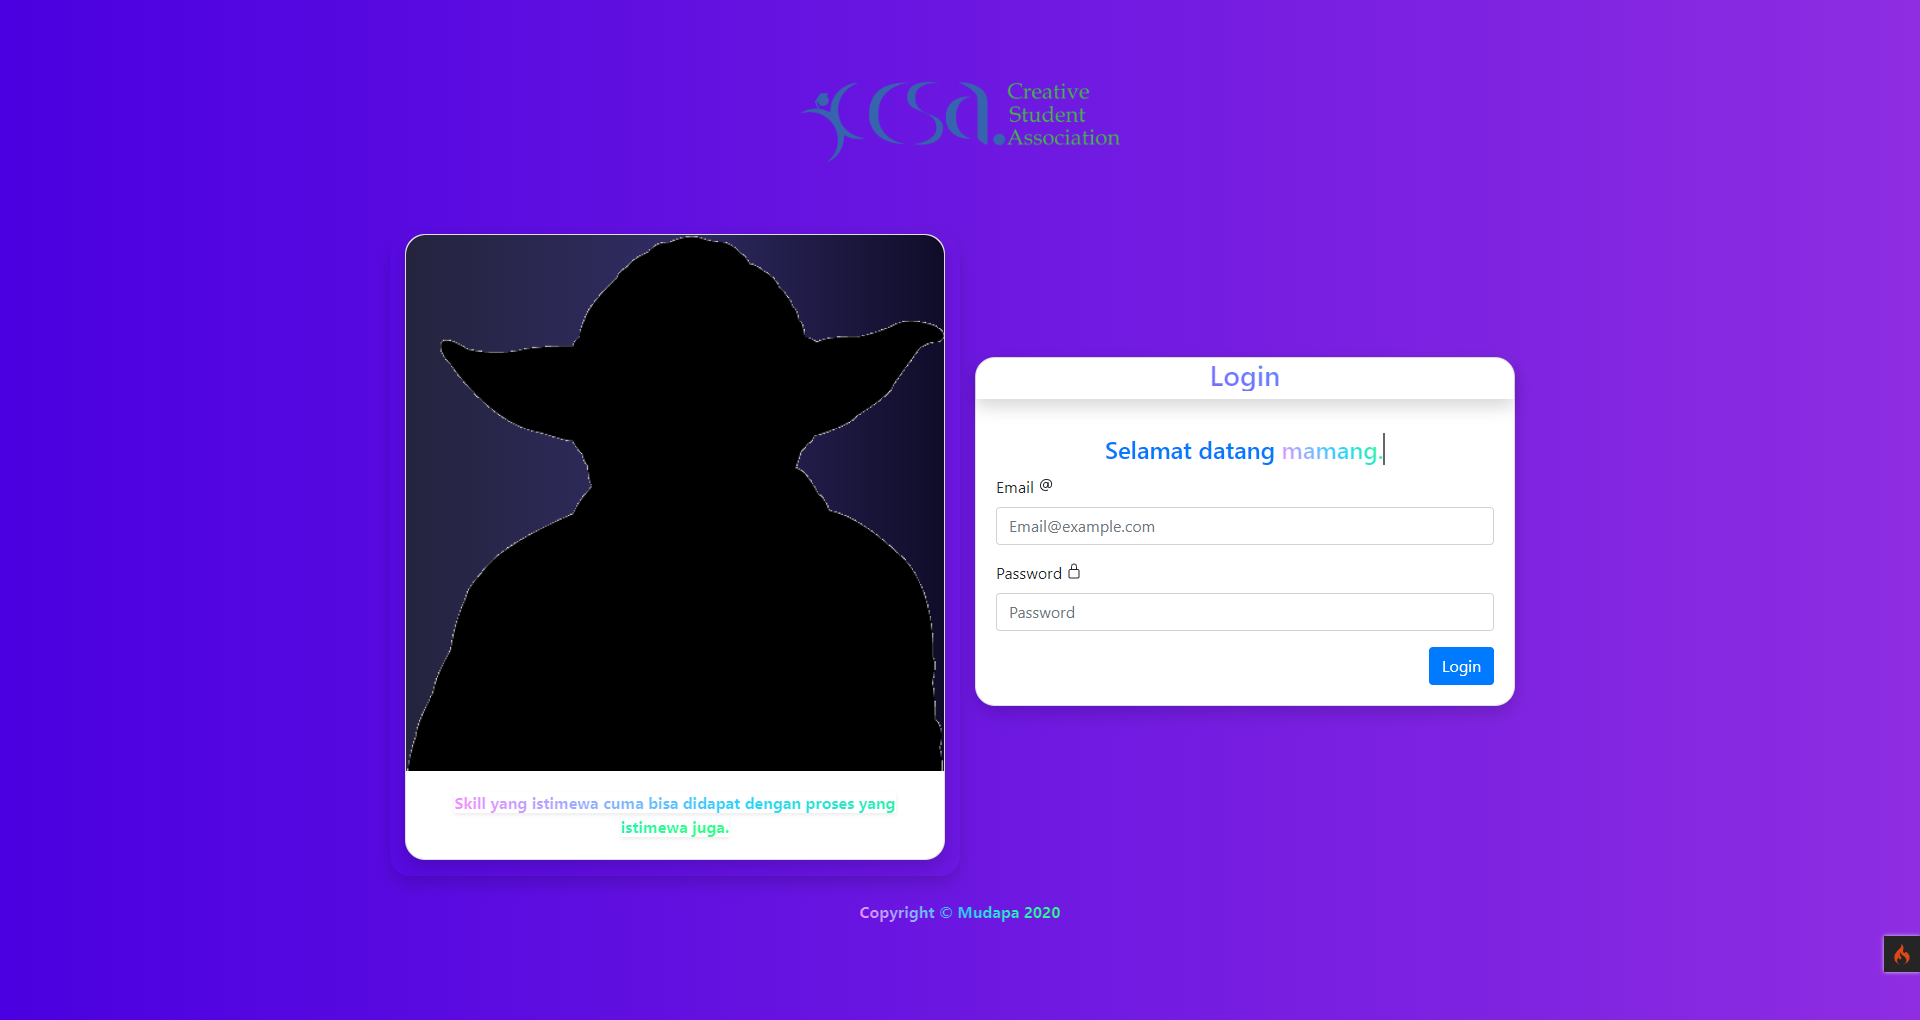 ccsa.
Creative
Student
Association
Login
Selamat datang mamang.
Email @
Email@example.com
Password
Password
Login
Skill yang istimewa cuma bisa didapat dengan proses yang
istimewa juga.
Copyright © Mudapa 2020